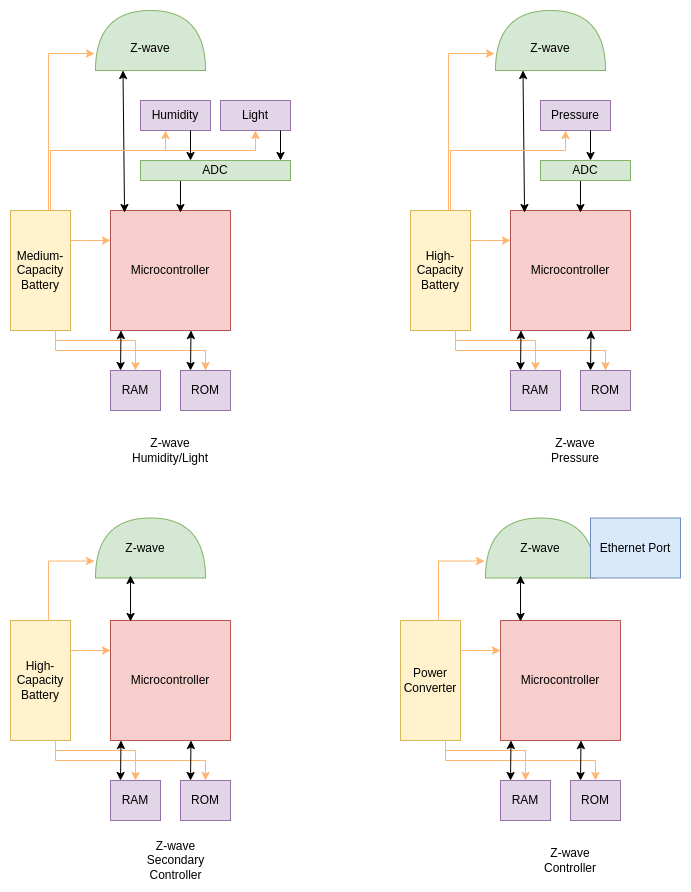 Z-wave
Humidity
Light
ADC
Medium-
Capacity
Battery
Microcontroller
RAM
ROM
Z-wave
Humidity/Light
Z-wave
Pressure
ADC
High-
Capacity
Battery
Microcontroller
RAM
ROM
Z-wave
Pressure
Z-wave
High-
Capacity
Battery
Microcontroller
RAM
ROM
Z-wave
Secondary
Controller
Z-wave
Ethernet Port
Power
Converter
Microcontroller
RAM
ROM
Z-wave
Controller